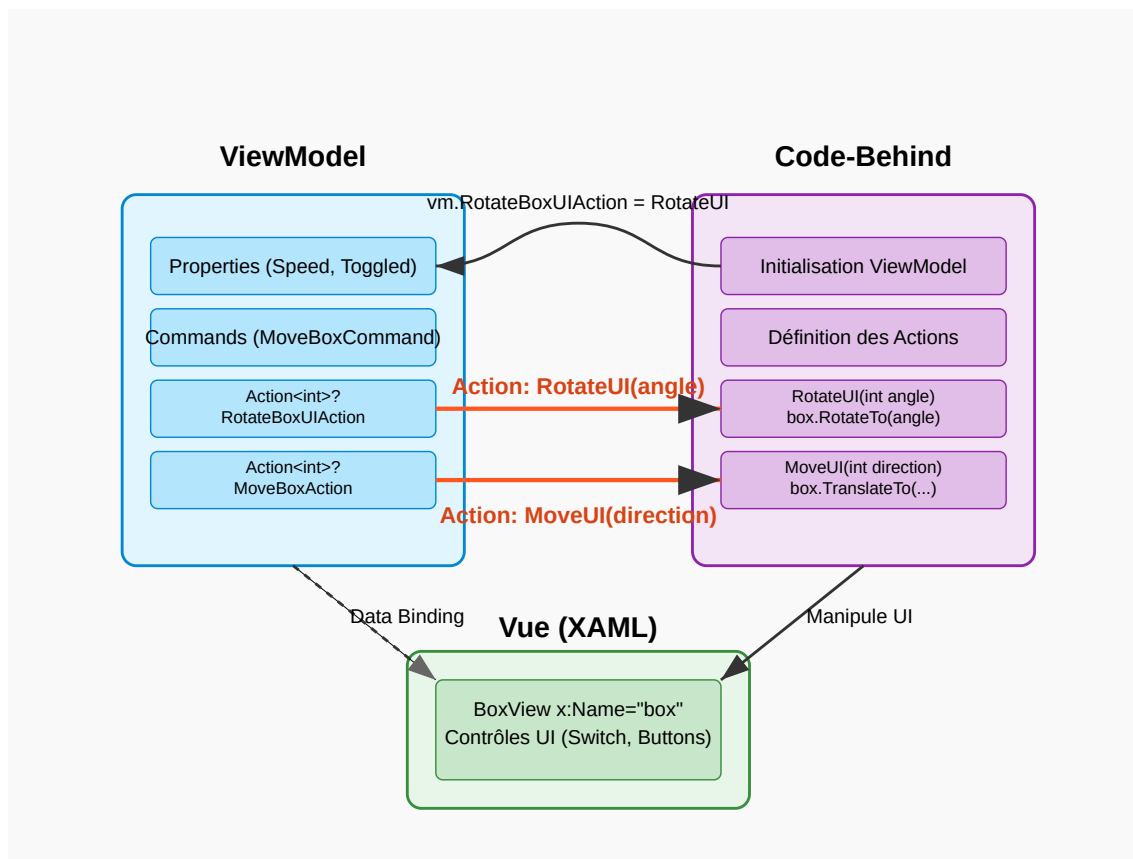 ViewModel
Code-Behind
vm.RotateBoxUIAction = RotateUI
Properties (Speed, Toggled)
Initialisation ViewModel
Commands (MoveBoxCommand)
Définition des Actions
Action: RotateUI(angle)
Action<int>?
RotateBoxUIAction
RotateUI(int angle)
box.RotateTo(angle)
Action<int>?
MoveBoxAction
MoveUI(int direction)
box.TranslateTo(...)
Action: MoveUI(direction)
Data Binding
Manipule UI
Vue (XAML)
BoxView x:Name="box"
Contrôles UI (Switch, Buttons)